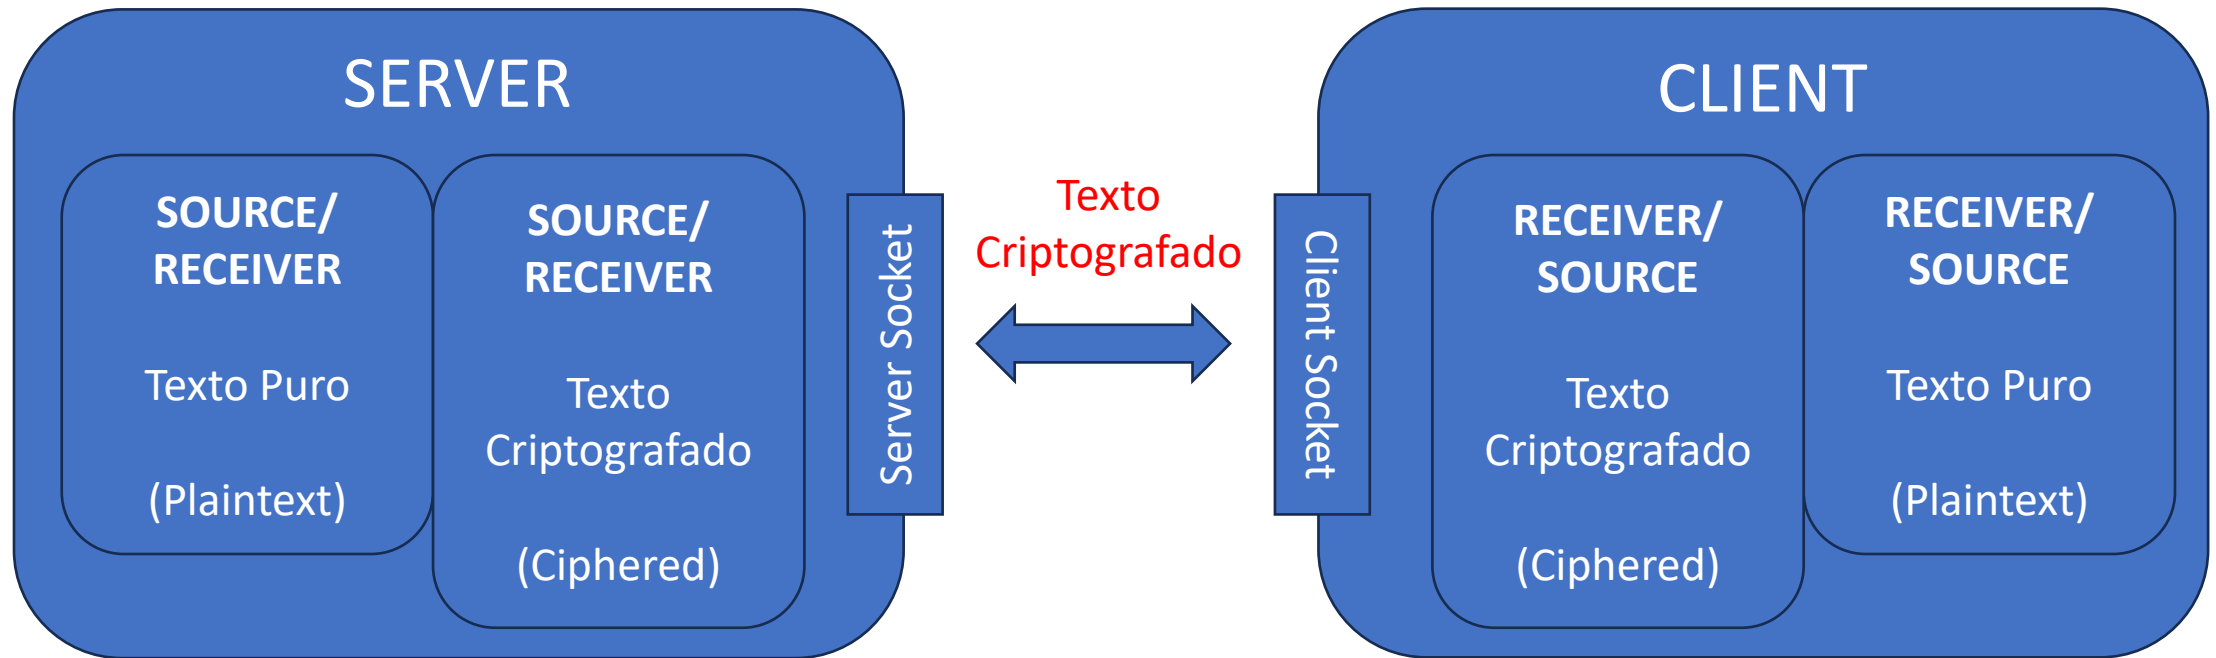 SERVER
SOURCE/
RECEIVER
Texto Puro
(Plaintext)
SOURCE/
RECEIVER
Texto
Criptografado
(Ciphered)
Server Socket
Texto
Criptografado
Client Socket
CLIENT
RECEIVER/
SOURCE
Texto
Criptografado
(Ciphered)
RECEIVER/
SOURCE
Texto Puro
(Plaintext)